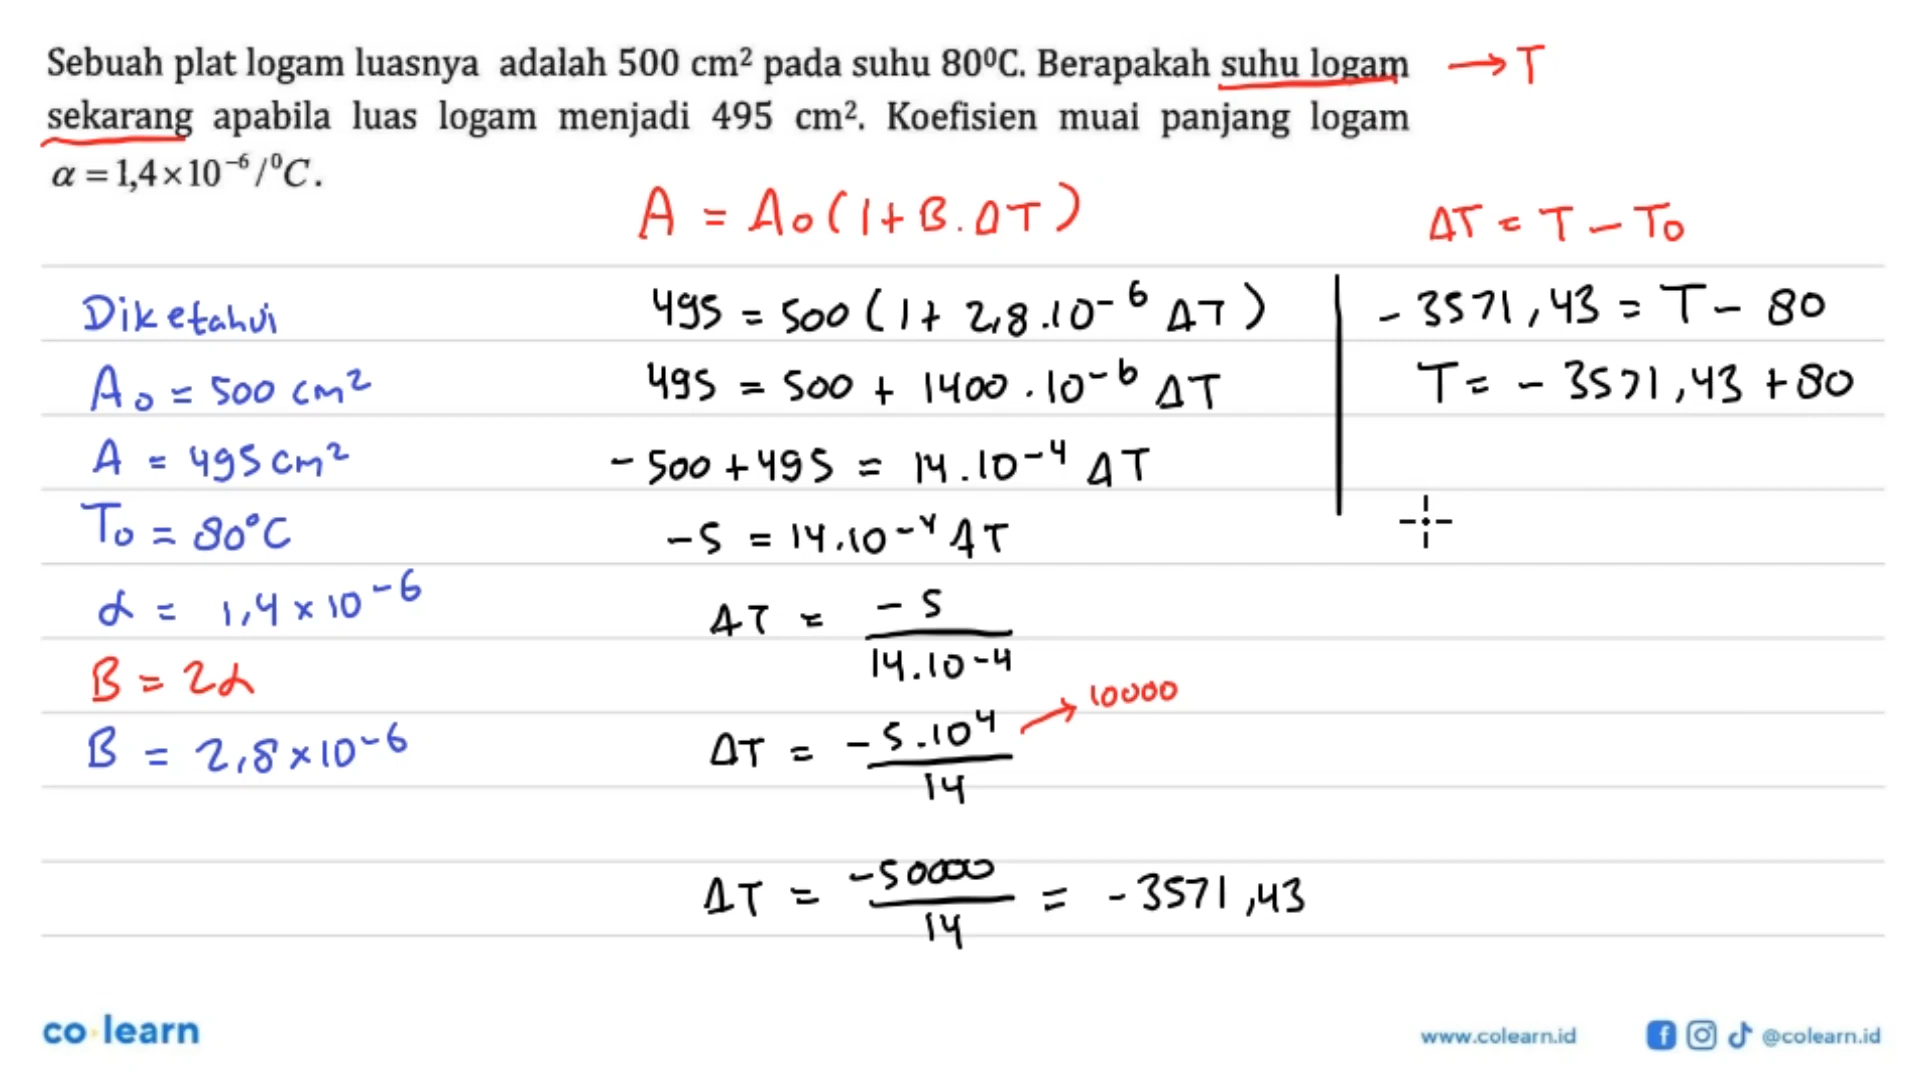 Sebuah plat logam luasnya adalah 500 cm² pada suhu 80⁰C. Berapakah suhu logam → T
sekarang apabila luas logam menjadi 495 cm². Koefisien muai panjang logam
α = 1,4×10⁻⁶/⁰C.
A = A₀(1+B.ΔT)
ΔT = T - T₀
Diketahui
A₀ = 500 cm²
A = 495 cm²
T₀ = 80°C
α = 1,4 × 10⁻⁶
B = 2α
B = 2,8 × 10⁻⁶
495 = 500 (1 + 2,8 . 10⁻⁶ ΔT)
495 = 500 + 1400 . 10⁻⁶ ΔT
-500 + 495 = 14 . 10⁻⁴ ΔT
-5 = 14 . 10⁻⁴ ΔT
ΔT = -5 / 14 . 10⁻⁴
ΔT = -5 . 10⁴ / 14 → 10000
ΔT = -50000 / 14 = -3571,43
-3571,43 = T - 80
T = -3571,43 + 80
co learn
www.colearn.id
@colearn.id